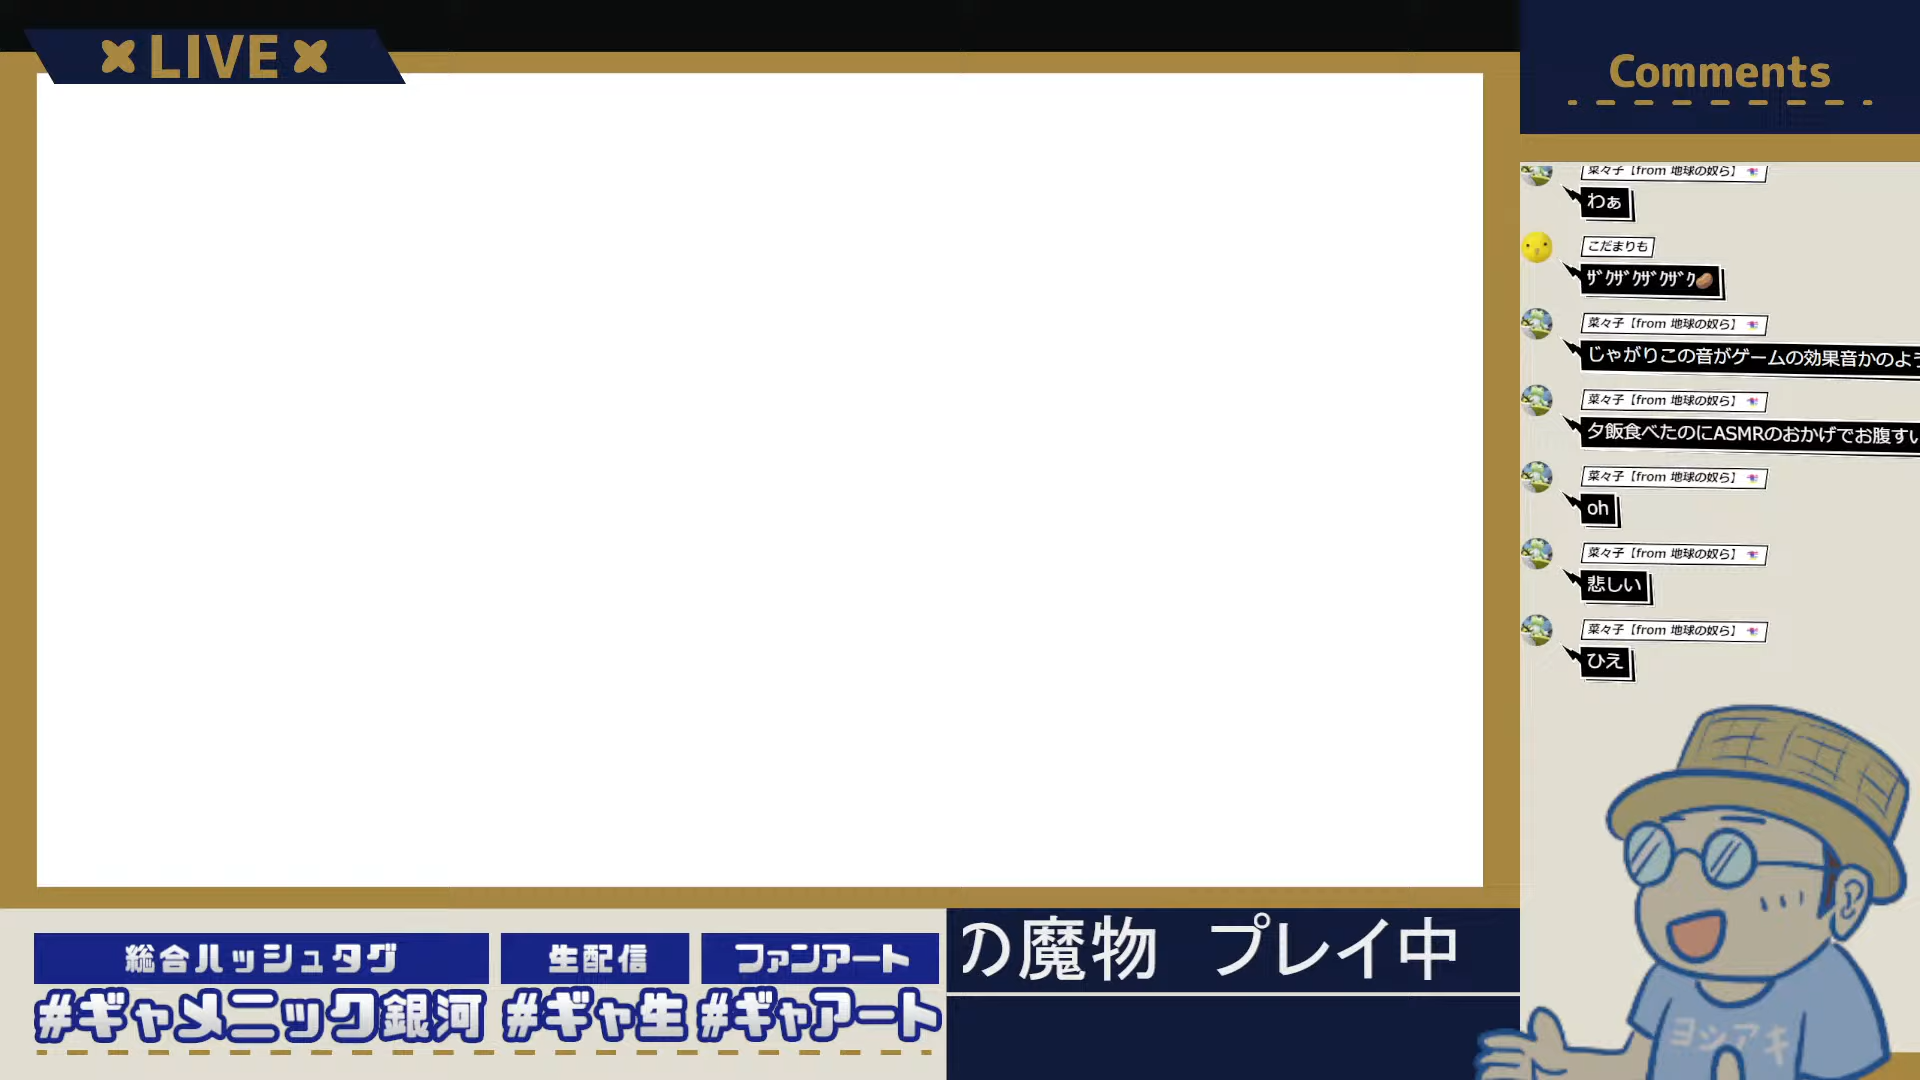 LIVE
Comments
菜々子【from 地球の奴ら】
わぁ
こだまりも
ｻﾞｸｻﾞｸｻﾞｸｻﾞｸ🥔
菜々子【from 地球の奴ら】
じゃがりこの音がゲームの効果音かのよう
菜々子【from 地球の奴ら】
夕飯食べたのにASMRのおかげでお腹すい
菜々子【from 地球の奴ら】
oh
菜々子【from 地球の奴ら】
悲しい
菜々子【from 地球の奴ら】
ひえ
の魔物 プレイ中
総合ハッシュタグ
#ギャメニック銀河
生配信
#ギャ生
ファンアート
#ギャアート
ヨシアキ